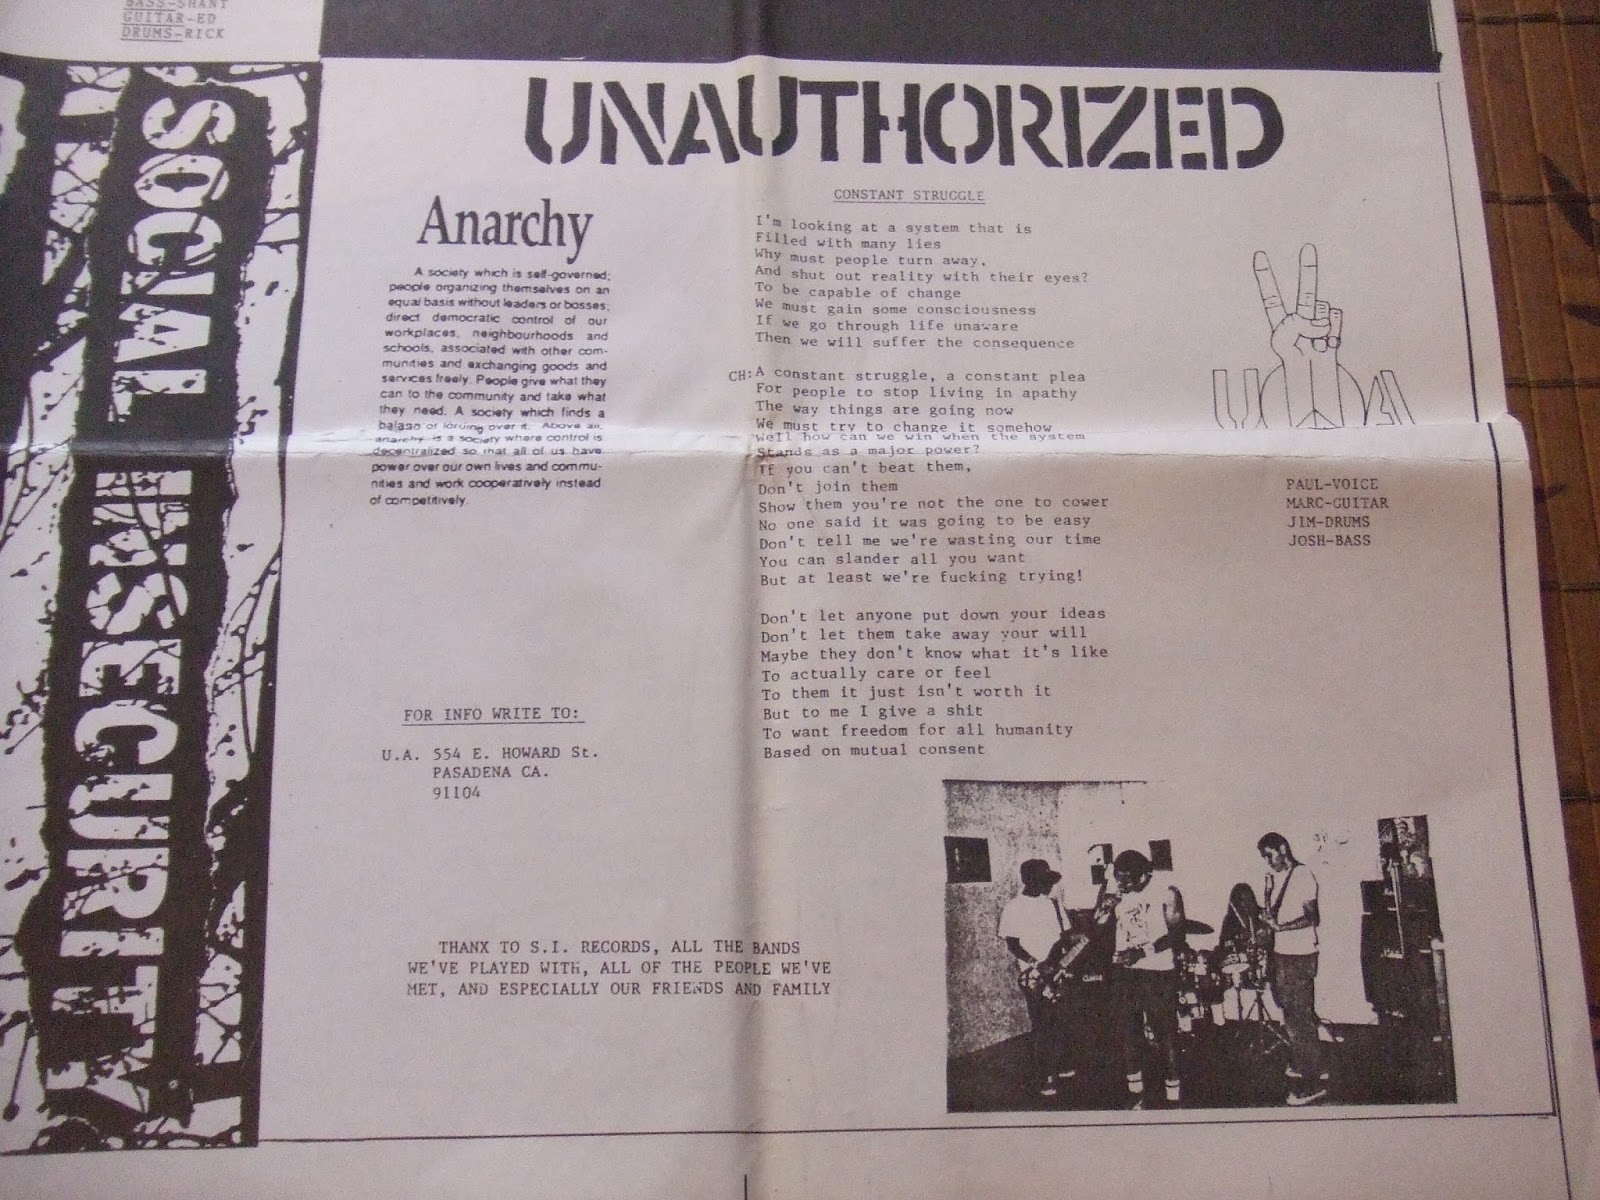 BASS-SHANT
GUITAR-ED
DRUMS-RICK
SOCIAL INSECURITY
UNAUTHORIZED
Anarchy
A society which is self-governed;
people organizing themselves on an
equal basis without leaders or bosses;
direct democratic control of our
workplaces, neighbourhoods and
schools, associated with other com-
munities and exchanging goods and
services freely. People give what they
can to the community and take what
they need. A society which finds a
over it. Above all,
anarchy is a society where control is
decentralized so that all of us have
power over our own lives and commu-
nities and work cooperatively instead
of competitively.
FOR INFO WRITE TO:
U.A. 554 E. HOWARD St.
PASADENA CA.
91104
THANX TO S.I. RECORDS, ALL THE BANDS
WE'VE PLAYED WITH, ALL OF THE PEOPLE WE'VE
MET, AND ESPECIALLY OUR FRIENDS AND FAMILY
CONSTANT STRUGGLE
I'm looking at a system that is
Filled with many lies
Why must people turn away,
And shut out reality with their eyes?
To be capable of change
We must gain some consciousness
If we go through life unaware
Then we will suffer the consequence
CH: A constant struggle, a constant plea
For people to stop living in apathy
The way things are going now
We must try to change it somehow
Well how can we win when the system
Stands as a major power?
If you can't beat them,
Don't join them
Show them you're not the one to cower
No one said it was going to be easy
Don't tell me we're wasting our time
You can slander all you want
But at least we're fucking trying!
Don't let anyone put down your ideas
Don't let them take away your will
Maybe they don't know what it's like
To actually care or feel
To them it just isn't worth it
But to me I give a shit
To want freedom for all humanity
Based on mutual consent
PAUL-VOICE
MARC-GUITAR
JIM-DRUMS
JOSH-BASS